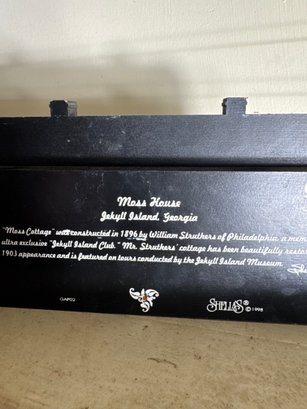 Moss House
Jekyll Island, Georgia
"Moss Cottage" was constructed in 1896 by William Struthers of Philadelphia, a mem
ultra exclusive "Jekyll Island Club." Mr. Struthers' cottage has been beautifully restore
1903 appearance and is featured on tours conducted by the Jekyll Island Museum.
GAP02
SHELIA'S © 1998